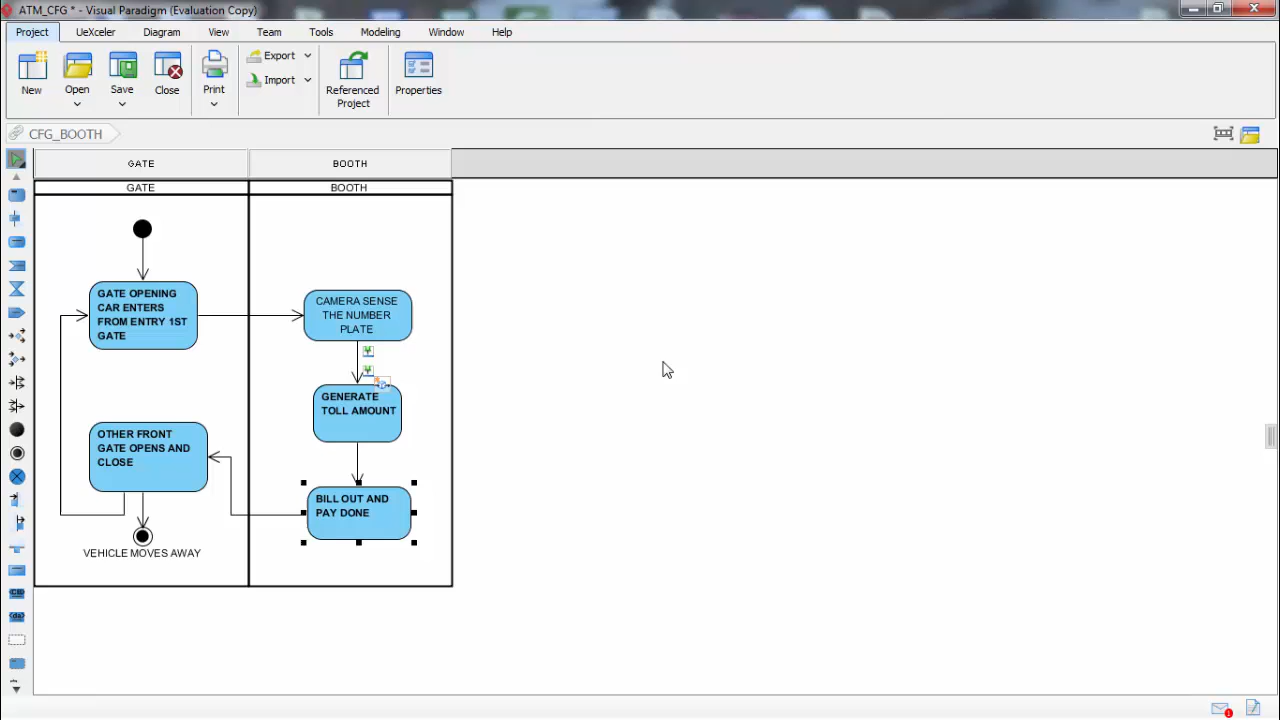 ATM_CFG * - Visual Paradigm (Evaluation Copy)
Project UeXceler Diagram View Team Tools Modeling Window Help
New
Open
Save
Close
Print
Export
Import
Referenced
Project
Properties
CFG_BOOTH
GATE BOOTH
GATE BOOTH
GATE OPENING
CAR ENTERS
FROM ENTRY 1ST
GATE
CAMERA SENSE
THE NUMBER
PLATE
GENERATE
TOLL AMOUNT
OTHER FRONT
GATE OPENS AND
CLOSE
BILL OUT AND
PAY DONE
VEHICLE MOVES AWAY